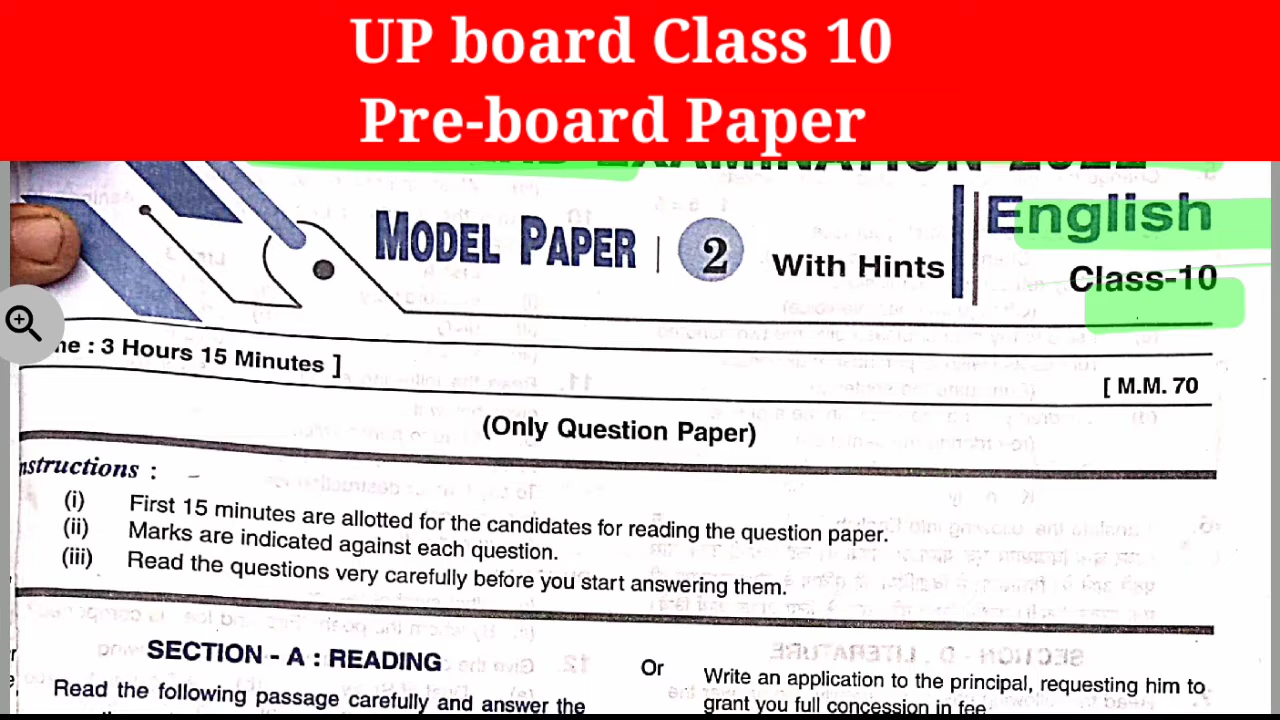 UP board Class 10
Pre-board Paper
EXAMINATION 2022
MODEL PAPER | 2 With Hints
English
Class-10
: 3 Hours 15 Minutes ]
[ M.M. 70
(Only Question Paper)
(i) First 15 minutes are allotted for the candidates for reading the question paper.
(ii) Marks are indicated against each question.
(iii) Read the questions very carefully before you start answering them.
SECTION - A : READING
Read the following passage carefully and answer the
Or
Write an application to the principal, requesting him to
grant you full concession in fee.